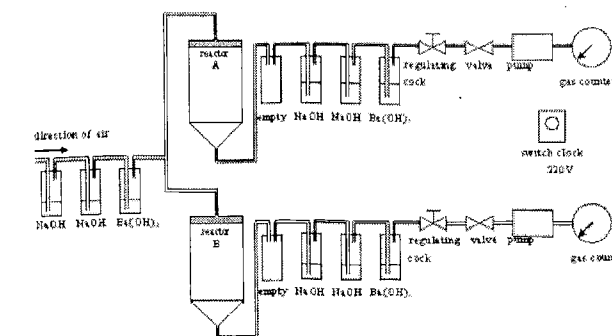 reactor
A
regulating
cock
valve
pump
gas counte
empty
NaOH
NaOH
Ba(OH)₂
direction of air
switch clock
220V
NaOH
NaOH
Ba(OH)₂
reactor
B
regulating
cock
valve
pump
gas coun
empty
NaOH
NaOH
Ba(OH)₂